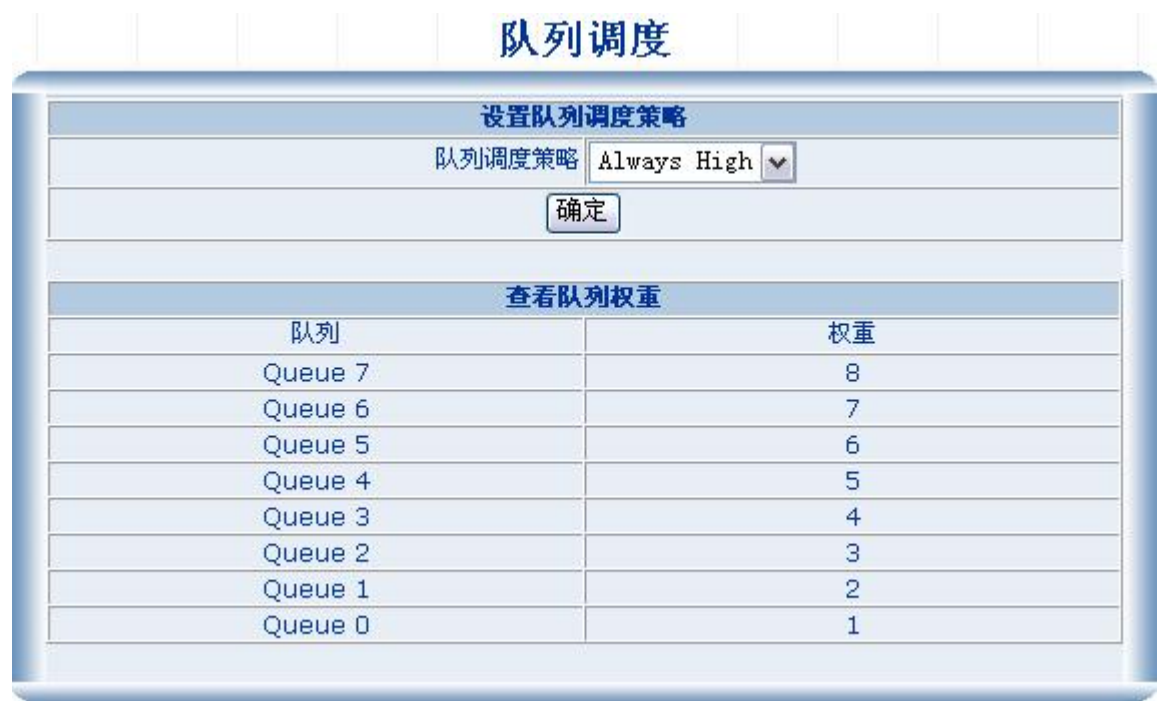 队列调度
设置队列调度策略
队列调度策略 Always High
确定
查看队列权重
队列 权重
Queue 7 8
Queue 6 7
Queue 5 6
Queue 4 5
Queue 3 4
Queue 2 3
Queue 1 2
Queue 0 1